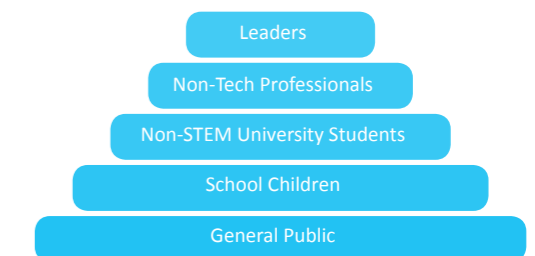 Leaders
Non-Tech Professionals
Non-STEM University Students
School Children
General Public